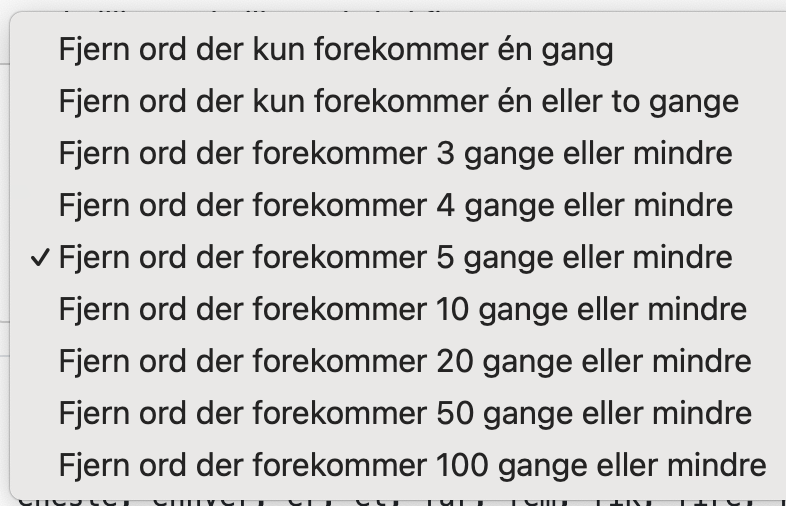 Fjern ord der kun forekommer én gang
Fjern ord der kun forekommer én eller to gange
Fjern ord der forekommer 3 gange eller mindre
Fjern ord der forekommer 4 gange eller mindre
✓ Fjern ord der forekommer 5 gange eller mindre
Fjern ord der forekommer 10 gange eller mindre
Fjern ord der forekommer 20 gange eller mindre
Fjern ord der forekommer 50 gange eller mindre
Fjern ord der forekommer 100 gange eller mindre